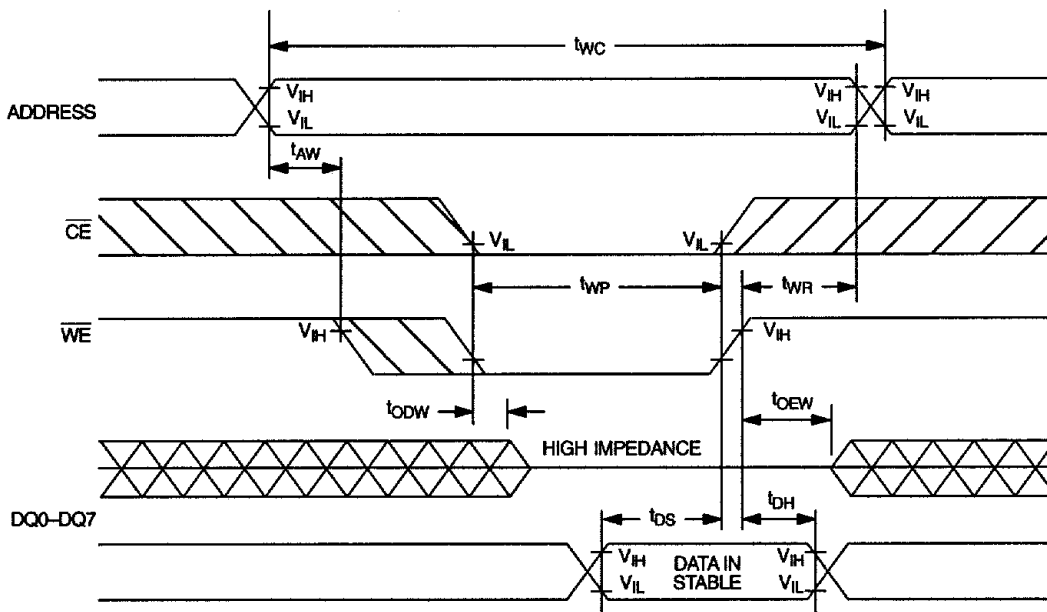 tWC
ADDRESS
VIH
VIL
VIH
VIL
VIH
VIL
tAW
CE
VIL
VIL
tWP
tWR
WE
VIH
VIH
tODW
tOEW
HIGH IMPEDANCE
DQ0–DQ7
tDS
tDH
VIH
VIL
DATA IN
STABLE
VIH
VIL